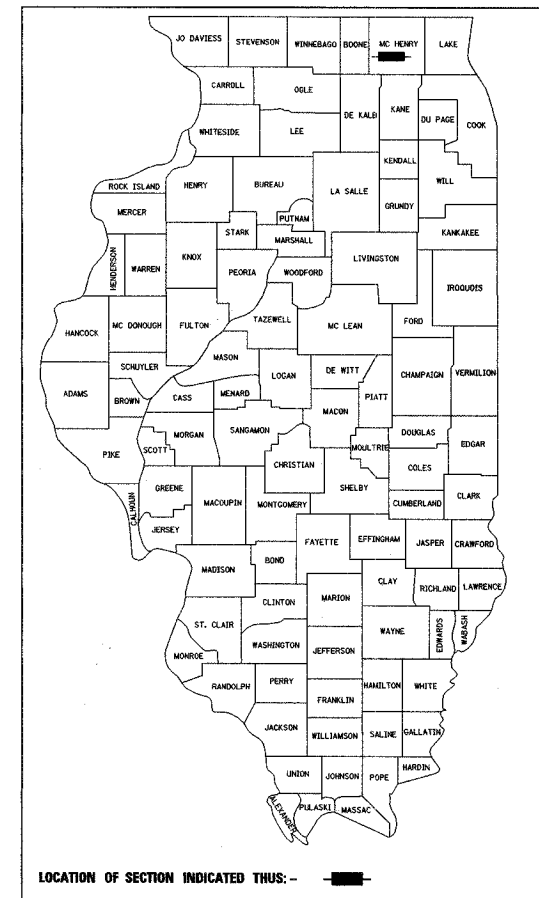 JO DAVIESS
STEVENSON
WINNEBAGO
BOONE
MC HENRY
LAKE
CARROLL
OGLE
DE KALB
KANE
DU PAGE
COOK
WHITESIDE
LEE
KENDALL
WILL
ROCK ISLAND
HENRY
BUREAU
LA SALLE
GRUNDY
MERCER
PUTNAM
KANKAKEE
STARK
MARSHALL
HENDERSON
WARREN
KNOX
PEORIA
WOODFORD
LIVINGSTON
IROQUOIS
HANCOCK
MC DONOUGH
FULTON
TAZEWELL
MC LEAN
FORD
SCHUYLER
MASON
LOGAN
DE WITT
CHAMPAIGN
VERMILION
ADAMS
BROWN
CASS
MENARD
MACON
PIATT
PIKE
SCOTT
MORGAN
SANGAMON
CHRISTIAN
MOULTRIE
DOUGLAS
EDGAR
COLES
CALHOUN
GREENE
MACOUPIN
MONTGOMERY
SHELBY
CUMBERLAND
CLARK
JERSEY
FAYETTE
EFFINGHAM
JASPER
CRAWFORD
MADISON
BOND
CLAY
RICHLAND
LAWRENCE
CLINTON
MARION
ST. CLAIR
WAYNE
EDWARDS
WABASH
WASHINGTON
JEFFERSON
MONROE
RANDOLPH
PERRY
FRANKLIN
HAMILTON
WHITE
JACKSON
WILLIAMSON
SALINE
GALLATIN
UNION
JOHNSON
POPE
HARDIN
ALEXANDER
PULASKI
MASSAC
LOCATION OF SECTION INDICATED THUS: -